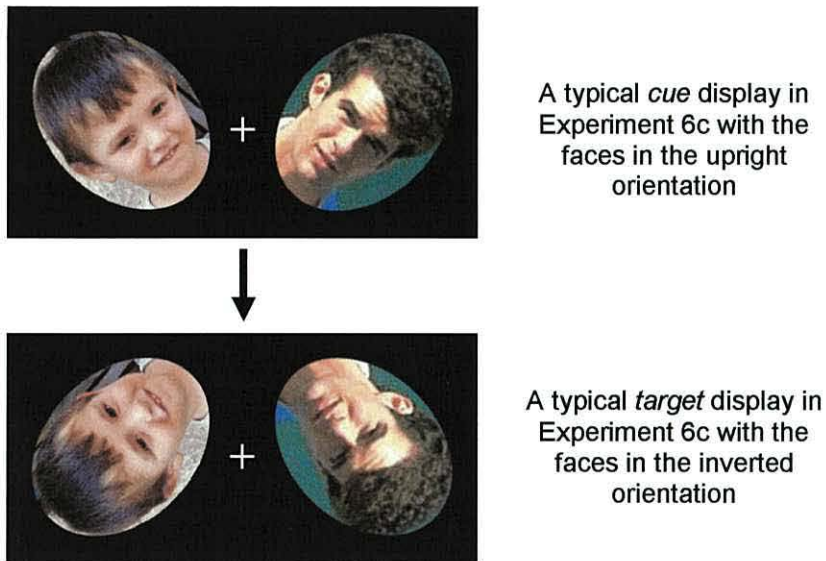 A typical cue display in
Experiment 6c with the
faces in the upright
orientation
A typical target display in
Experiment 6c with the
faces in the inverted
orientation